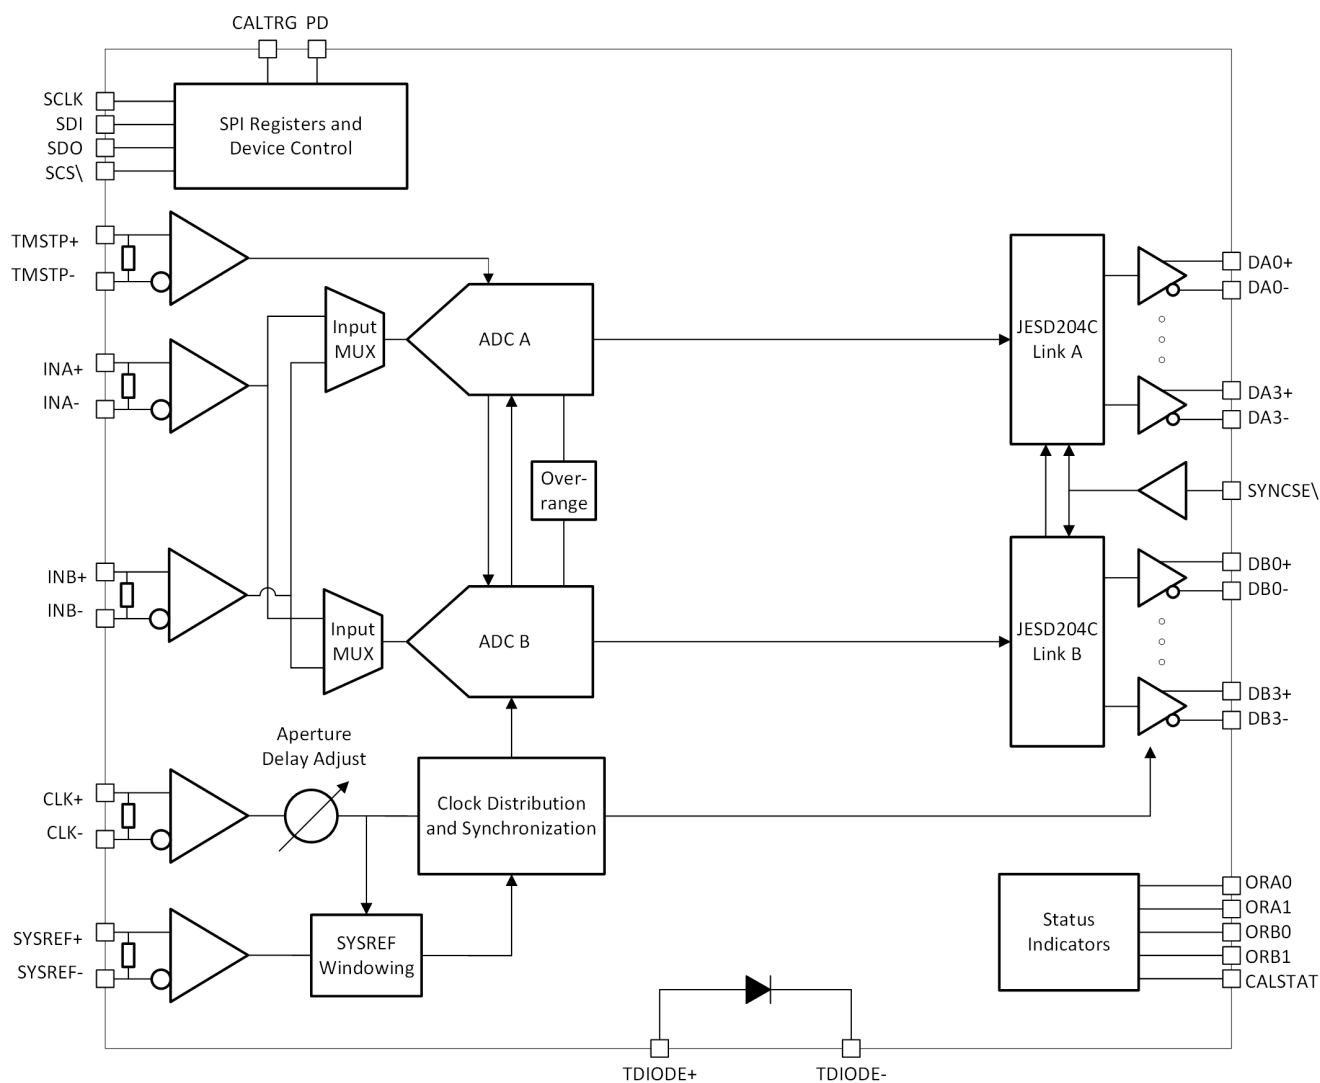 CALTRG PD
SCLK
SDI
SDO
SCS\
SPI Registers and
Device Control
TMSTP+
TMSTP-
INA+
INA-
Input
MUX
ADC A
Over-
range
INB+
INB-
Input
MUX
ADC B
JESD204C
Link A
DA0+
DA0-
DA3+
DA3-
SYNCSE\
JESD204C
Link B
DB0+
DB0-
DB3+
DB3-
Aperture
Delay Adjust
CLK+
CLK-
Clock Distribution
and Synchronization
SYSREF+
SYSREF-
SYSREF
Windowing
Status
Indicators
ORA0
ORA1
ORB0
ORB1
CALSTAT
TDIODE+
TDIODE-